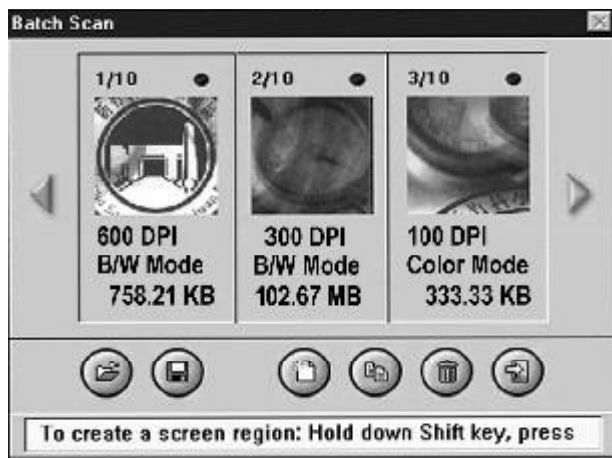 Batch Scan
1/10
600 DPI
B/W Mode
758.21 KB
2/10
300 DPI
B/W Mode
102.67 MB
3/10
100 DPI
Color Mode
333.33 KB
To create a screen region: Hold down Shift key, press